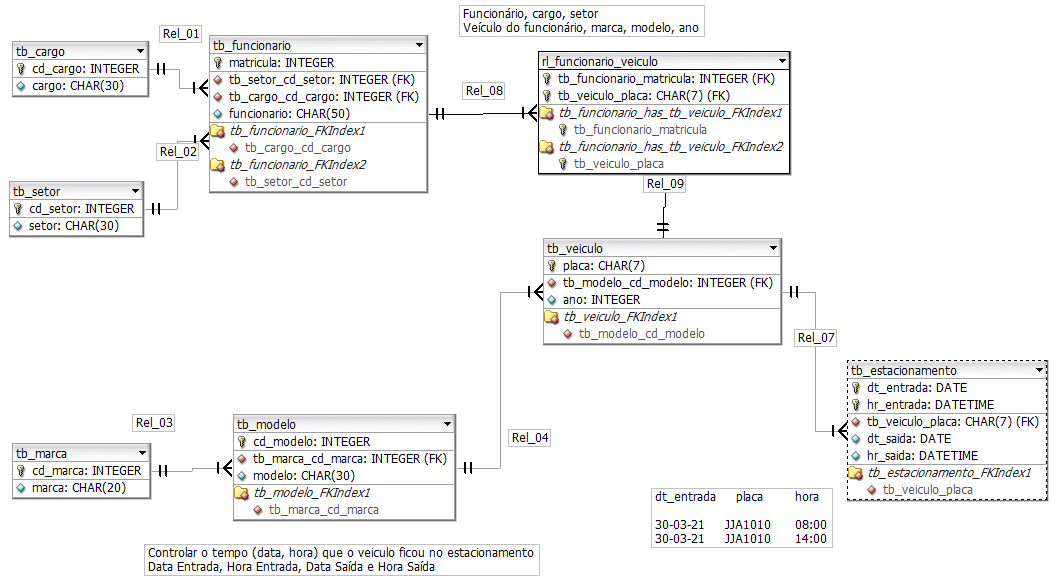 Funcionário, cargo, setor
Veículo do funcionário, marca, modelo, ano
Rel_01
tb_cargo
cd_cargo: INTEGER
cargo: CHAR(30)
tb_funcionario
matricula: INTEGER
tb_setor_cd_setor: INTEGER (FK)
tb_cargo_cd_cargo: INTEGER (FK)
funcionario: CHAR(50)
tb_funcionario_FKIndex1
tb_cargo_cd_cargo
tb_funcionario_FKIndex2
tb_setor_cd_setor
Rel_08
rl_funcionario_veiculo
tb_funcionario_matricula: INTEGER (FK)
tb_veiculo_placa: CHAR(7) (FK)
tb_funcionario_has_tb_veiculo_FKIndex1
tb_funcionario_matricula
tb_funcionario_has_tb_veiculo_FKIndex2
tb_veiculo_placa
Rel_02
tb_setor
cd_setor: INTEGER
setor: CHAR(30)
Rel_09
tb_veiculo
placa: CHAR(7)
tb_modelo_cd_modelo: INTEGER (FK)
ano: INTEGER
tb_veiculo_FKIndex1
tb_modelo_cd_modelo
Rel_07
tb_estacionamento
dt_entrada: DATE
hr_entrada: DATETIME
tb_veiculo_placa: CHAR(7) (FK)
dt_saida: DATE
hr_saida: DATETIME
tb_estacionamento_FKIndex1
tb_veiculo_placa
Rel_03
tb_marca
cd_marca: INTEGER
marca: CHAR(20)
tb_modelo
cd_modelo: INTEGER
tb_marca_cd_marca: INTEGER (FK)
modelo: CHAR(30)
tb_modelo_FKIndex1
tb_marca_cd_marca
Rel_04
dt_entrada placa hora
30-03-21 JJA1010 08:00
30-03-21 JJA1010 14:00
Controlar o tempo (data, hora) que o veiculo ficou no estacionamento
Data Entrada, Hora Entrada, Data Saída e Hora Saída